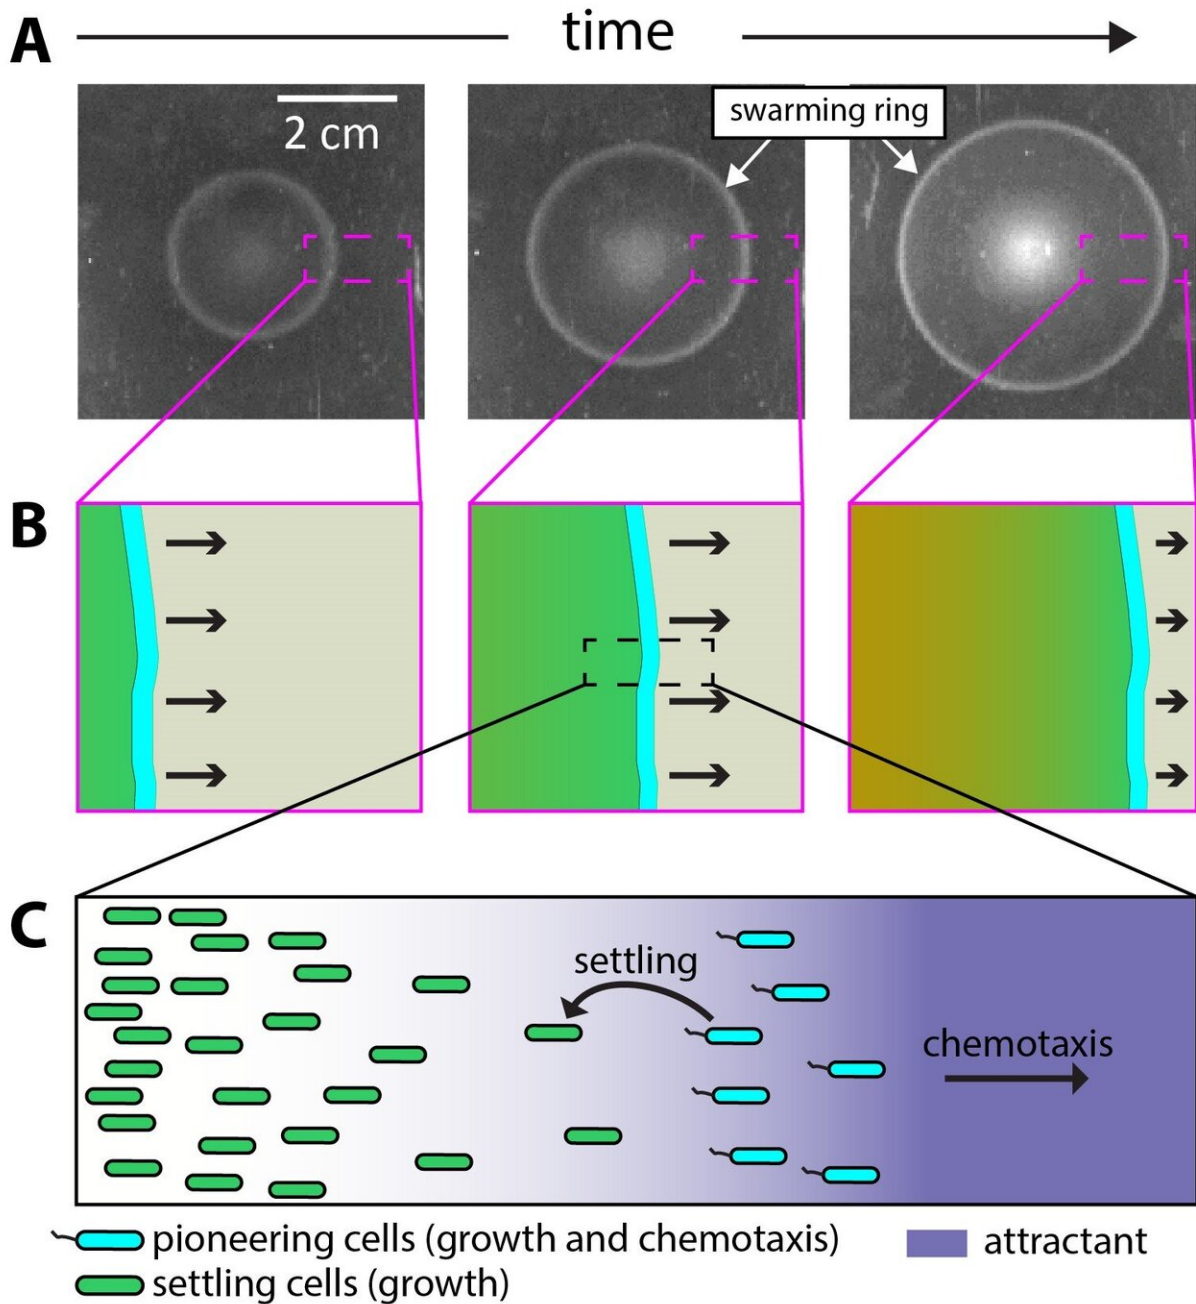 A
time
2 cm
swarming ring
B
C
settling
chemotaxis
pioneering cells (growth and chemotaxis)
attractant
settling cells (growth)